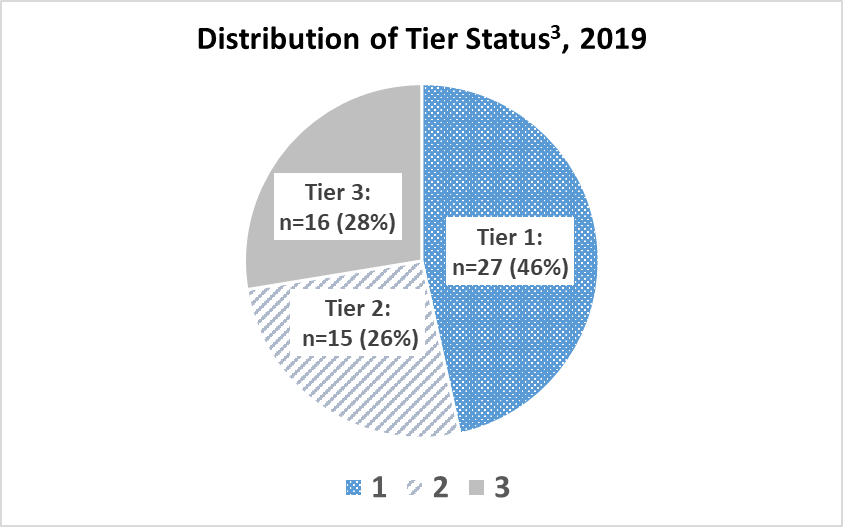 Distribution of Tier Status³, 2019
Tier 3:
n=16 (28%)
Tier 1:
n=27 (46%)
Tier 2:
n=15 (26%)
1 2 3